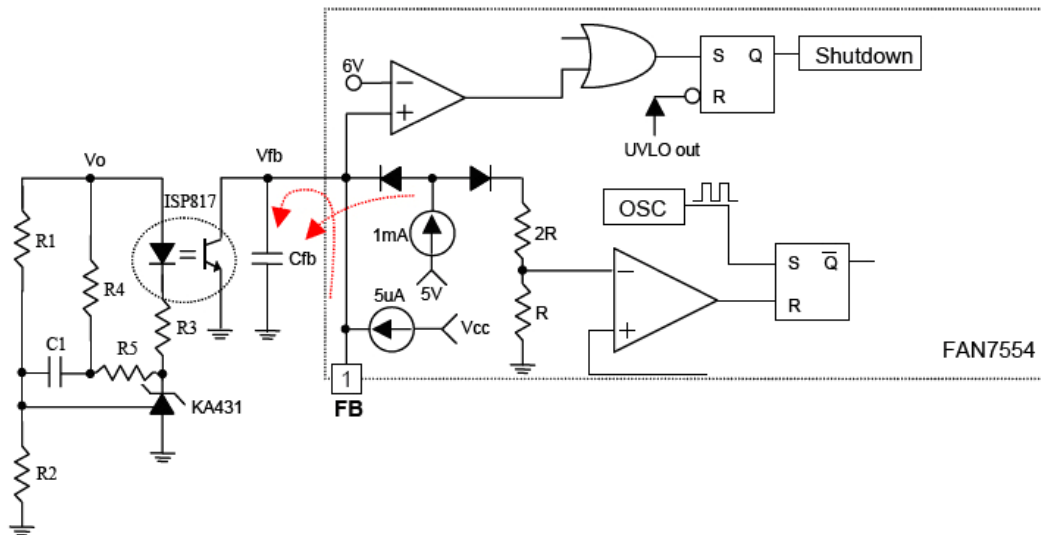 6V
−
+
S Q
R
Shutdown
UVLO out
Vo
Vfb
ISP817
R1
R4
Cfb
1mA
5V
2R
OSC
S Q
R
−
+
R
5uA
Vcc
R3
C1
R5
KA431
R2
1
FB
FAN7554